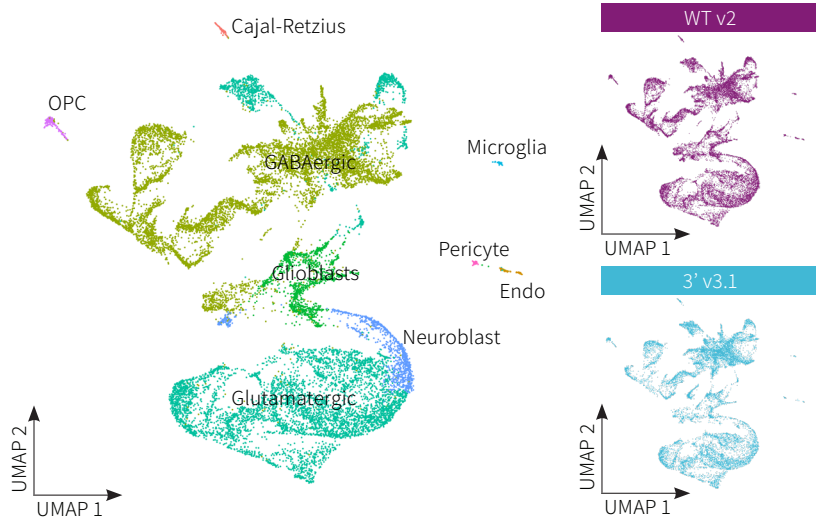 Cajal-Retzius
OPC
GABAergic
Microglia
Pericyte
Glioblasts
Endo
Neuroblast
Glutamatergic
UMAP 2
UMAP 1
WT v2
UMAP 2
UMAP 1
3’ v3.1
UMAP 2
UMAP 1